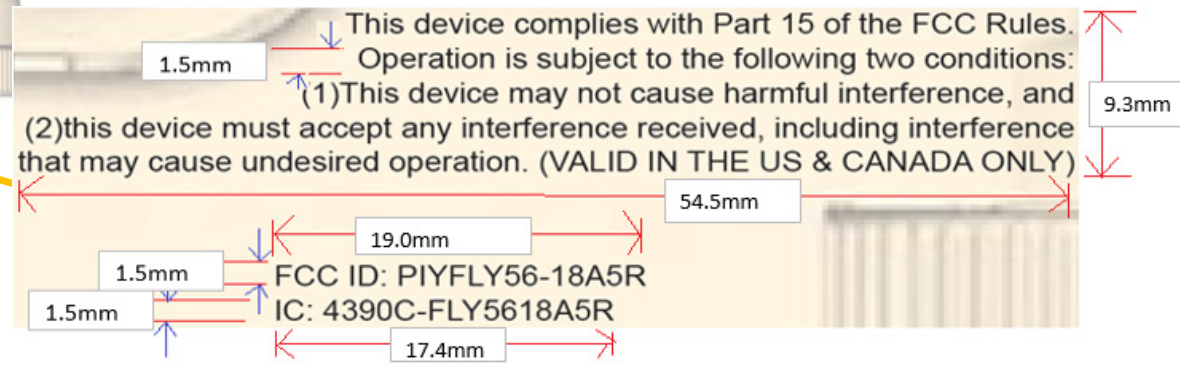 This device complies with Part 15 of the FCC Rules.
1.5mm
Operation is subject to the following two conditions:
(1)This device may not cause harmful interference, and
9.3mm
(2)this device must accept any interference received, including interference
that may cause undesired operation. (VALID IN THE US & CANADA ONLY)
54.5mm
19.0mm
1.5mm
FCC ID: PIYFLY56-18A5R
1.5mm
IC: 4390C-FLY5618A5R
17.4mm